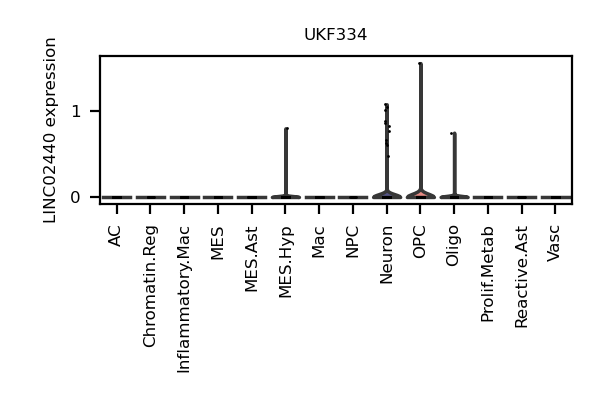 UKF334
LINC02440 expression
1
0
AC
Chromatin.Reg
Inflammatory.Mac
MES
MES.Ast
MES.Hyp
Mac
NPC
Neuron
OPC
Oligo
Prolif.Metab
Reactive.Ast
Vasc